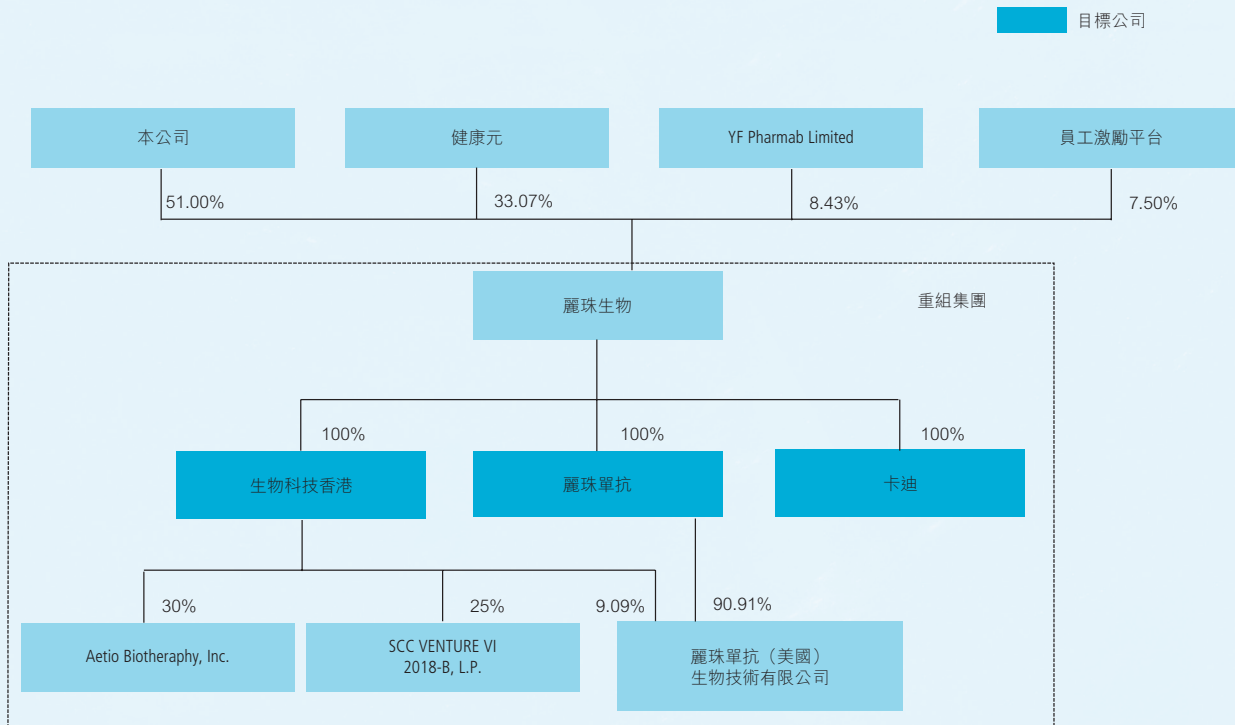 目標公司
本公司
健康元
YF Pharmab Limited
員工激勵平台
51.00%
33.07%
8.43%
7.50%
麗珠生物
重組集團
100%
100%
100%
生物科技香港
麗珠單抗
卡迪
30%
25%
9.09%
90.91%
Aetio Biotheraphy, Inc.
SCC VENTURE VI
2018-B, L.P.
麗珠單抗（美國）
生物技術有限公司